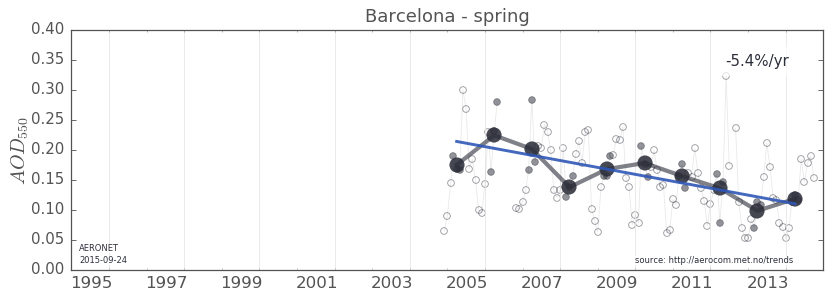 Barcelona - spring
0.40
0.35
0.30
0.25
0.20
0.15
0.10
0.05
0.00
AOD550
-5.4%/yr
AERONET
2015-09-24
source: http://aerocom.met.no/trends
1995 1997 1999 2001 2003 2005 2007 2009 2011 2013